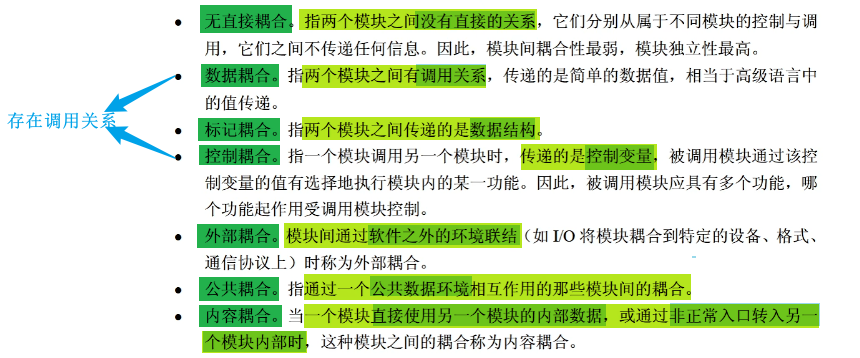 ● 无直接耦合。指两个模块之间没有直接的关系，它们分别从属于不同模块的控制与调
用，它们之间不传递任何信息。因此，模块间耦合性最弱，模块独立性最高。
● 数据耦合。指两个模块之间有调用关系，传递的是简单的数据值，相当于高级语言中
的值传递。
存在调用关系
● 标记耦合。指两个模块之间传递的是数据结构。
● 控制耦合。指一个模块调用另一个模块时，传递的是控制变量，被调用模块通过该控
制变量的值有选择地执行模块内的某一功能。因此，被调用模块应具有多个功能，哪
个功能起作用受调用模块控制。
● 外部耦合。模块间通过软件之外的环境联结（如 I/O 将模块耦合到特定的设备、格式、
通信协议上）时称为外部耦合。
● 公共耦合。指通过一个公共数据环境相互作用的那些模块间的耦合。
● 内容耦合。当一个模块直接使用另一个模块的内部数据，或通过非正常入口转入另一
个模块内部时，这种模块之间的耦合称为内容耦合。